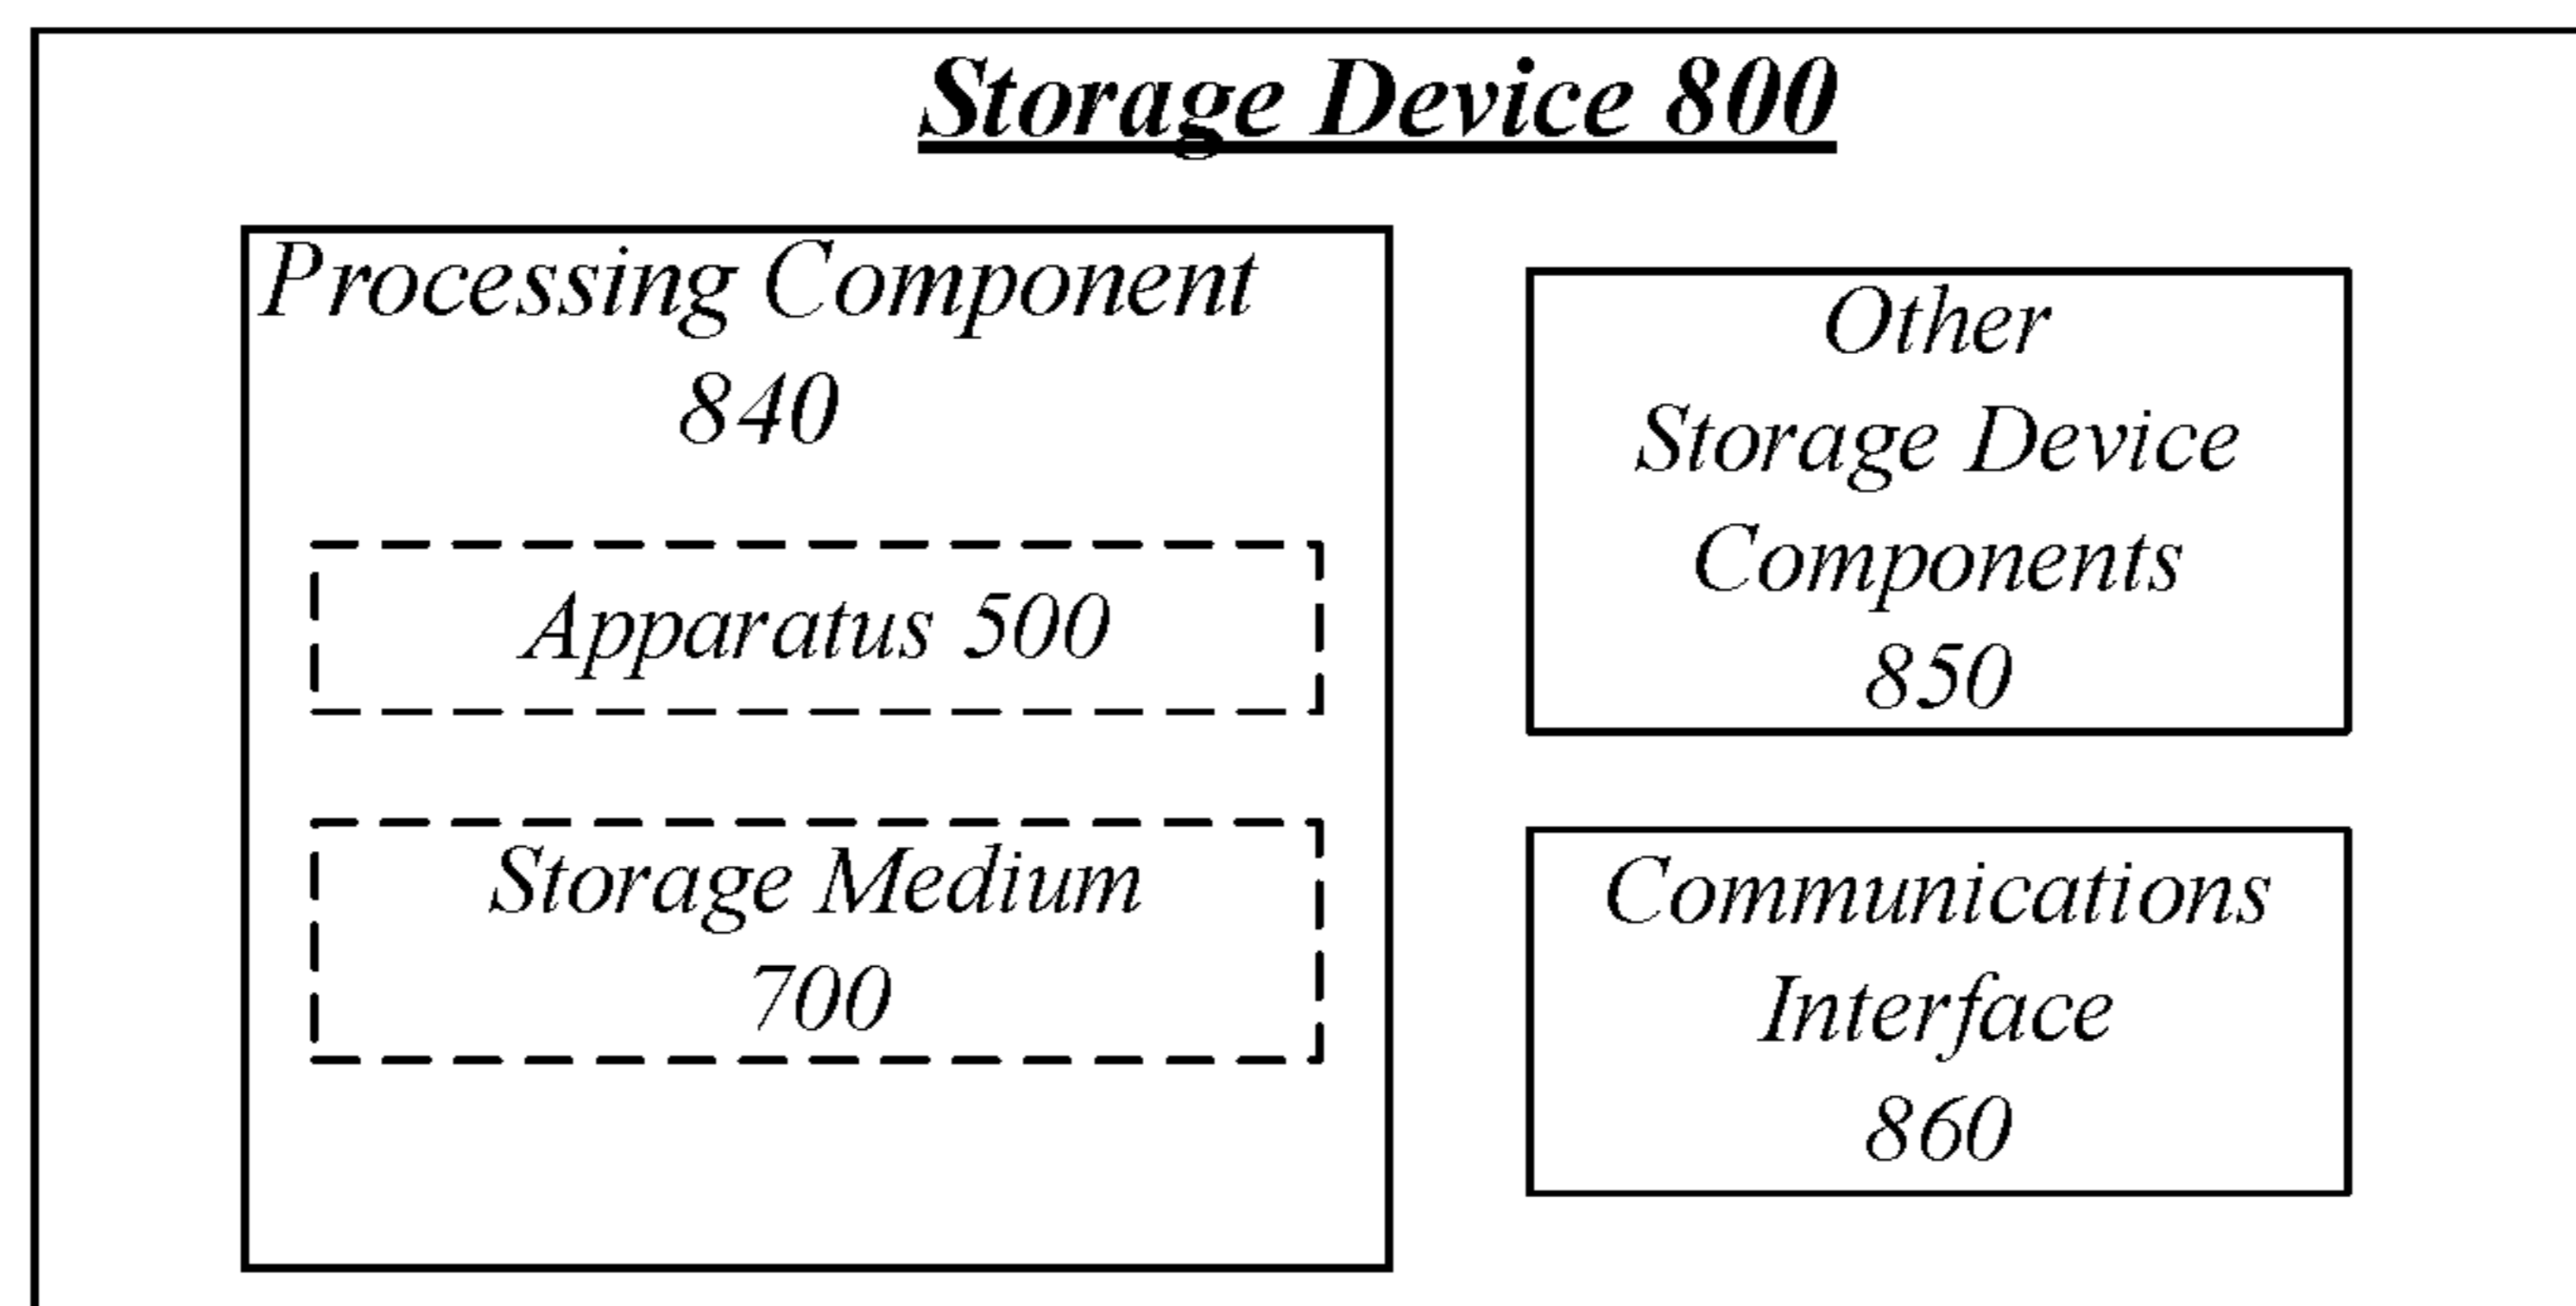 Storage Device 800
Processing Component
840
Apparatus 500
Storage Medium
700
Other
Storage Device
Components
850
Communications
Interface
860